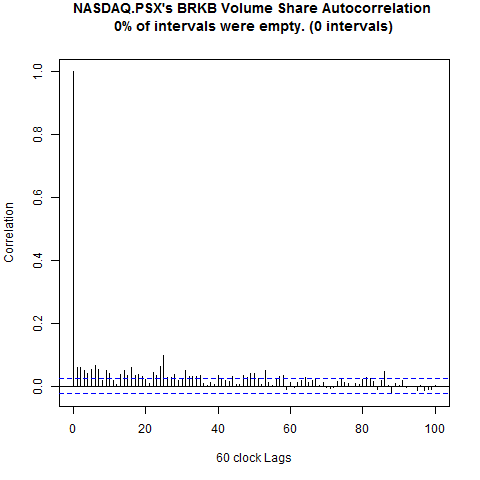 NASDAQ.PSX's BRKB Volume Share Autocorrelation
0% of intervals were empty. (0 intervals)
Correlation
1.0
0.8
0.6
0.4
0.2
0.0
0 20 40 60 80 100
60 clock Lags